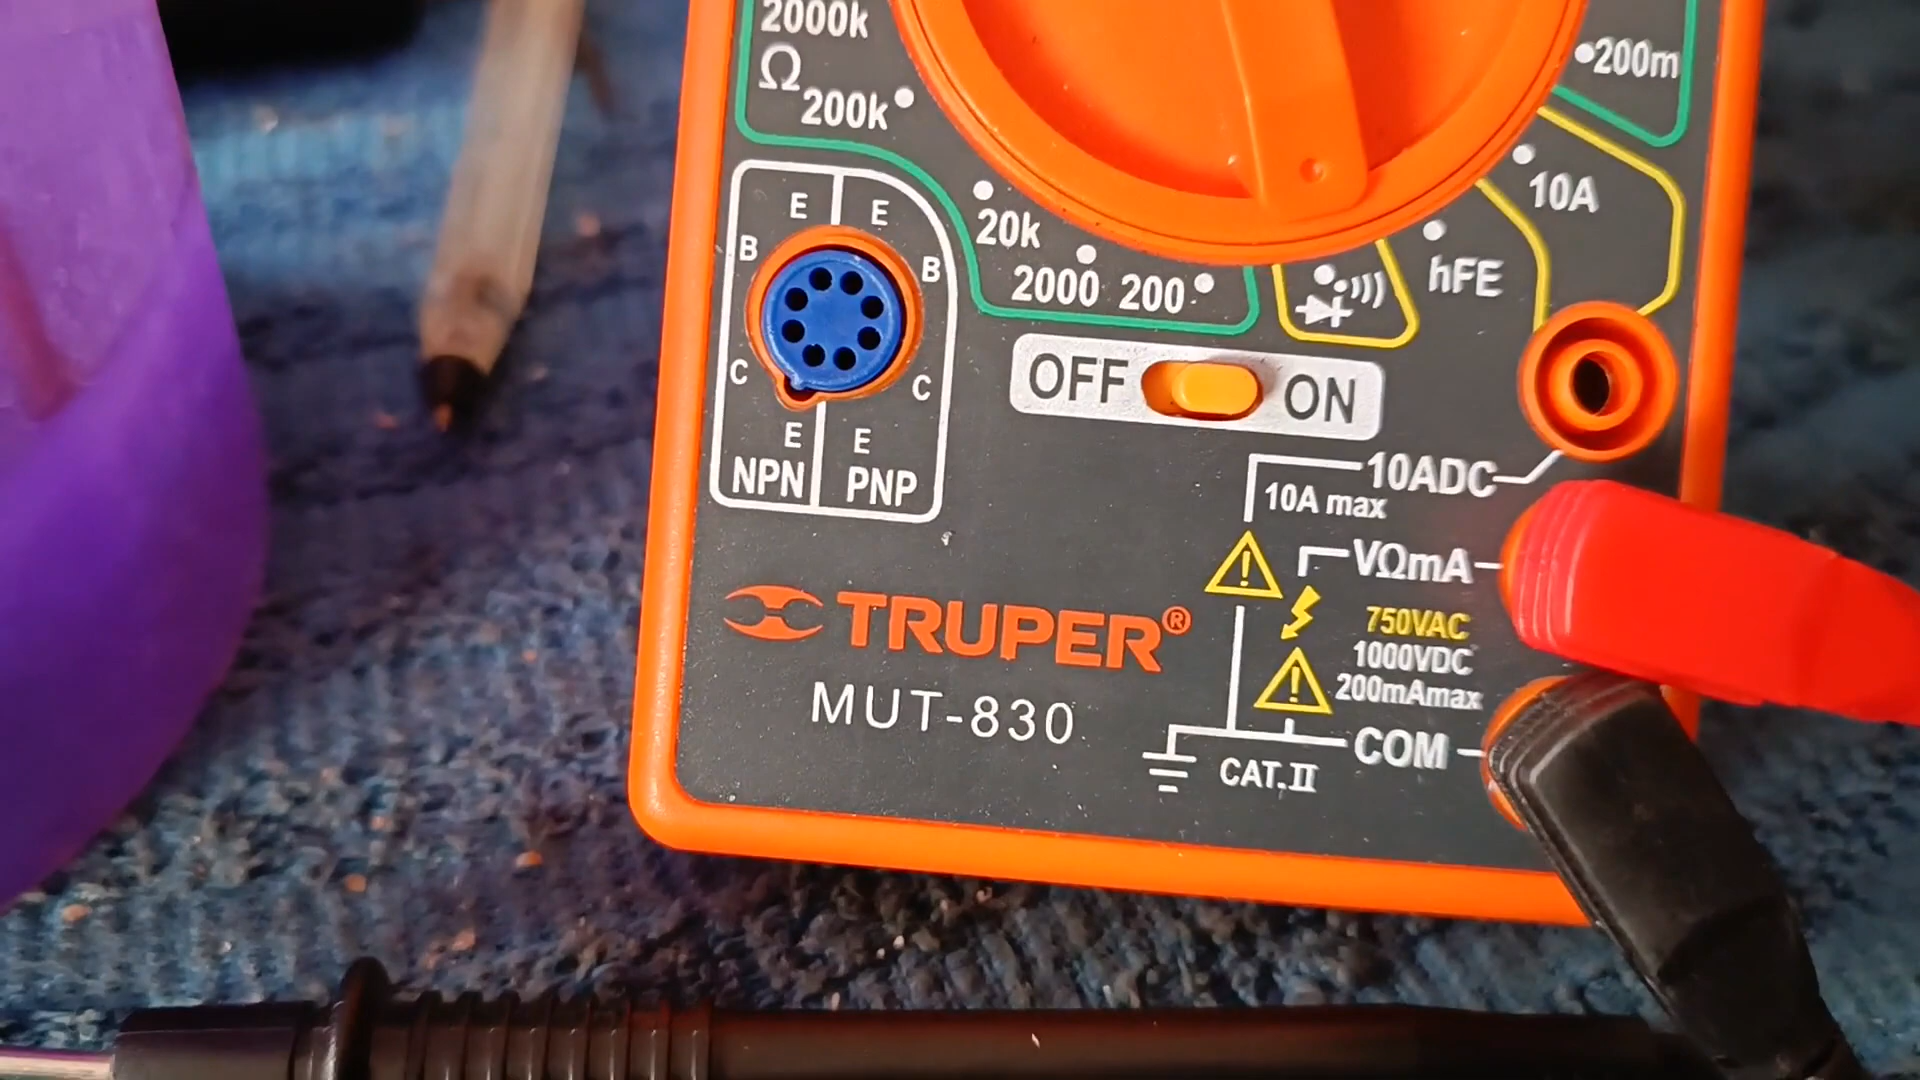 2000k
Ω
200k
200m
10A
20k
2000 200
hFE
E E
B B
C C
E E
NPN PNP
OFF ON
10ADC
10A max
VΩmA
750VAC
1000VDC
200mAmax
COM
CAT.II
TRUPER®
MUT-830